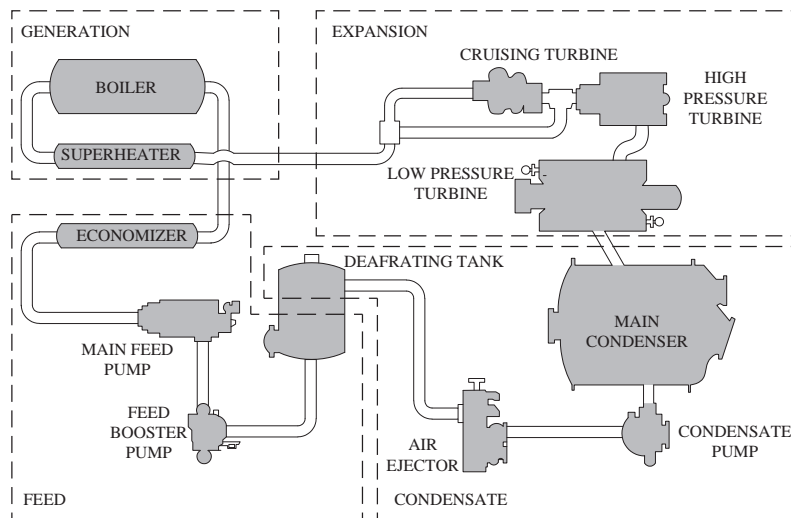 GENERATION
BOILER
SUPERHEATER
EXPANSION
CRUISING TURBINE
HIGH
PRESSURE
TURBINE
LOW PRESSURE
TURBINE
ECONOMIZER
MAIN FEED
PUMP
FEED
BOOSTER
PUMP
FEED
DEAFRATING TANK
MAIN
CONDENSER
AIR
EJECTOR
CONDENSATE
PUMP
CONDENSATE